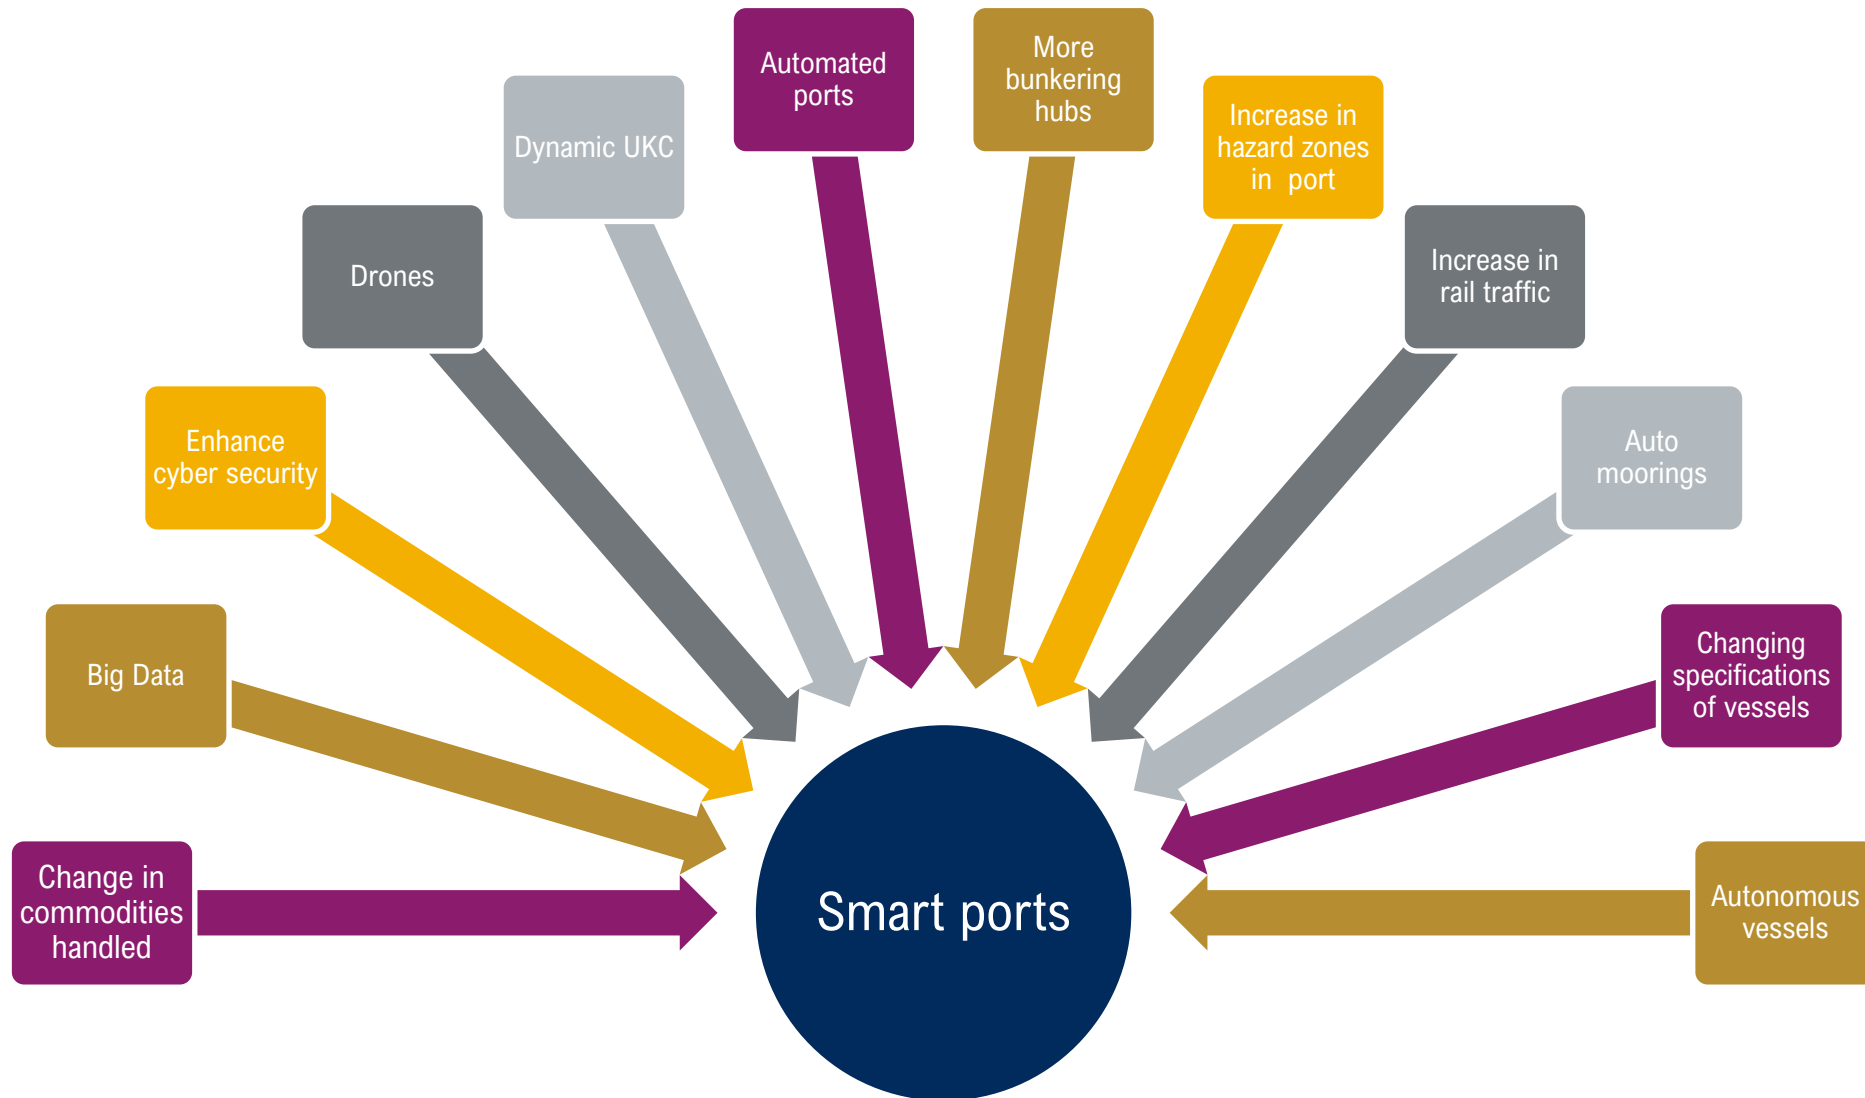 Automated
ports
More
bunkering
hubs
Dynamic UKC
Increase in
hazard zones
in  port
Drones
Increase in
rail traffic
Enhance
cyber security
Auto
moorings
Big Data
Changing
specifications
of vessels
Change in
commodities
handled
Smart ports
Autonomous
vessels